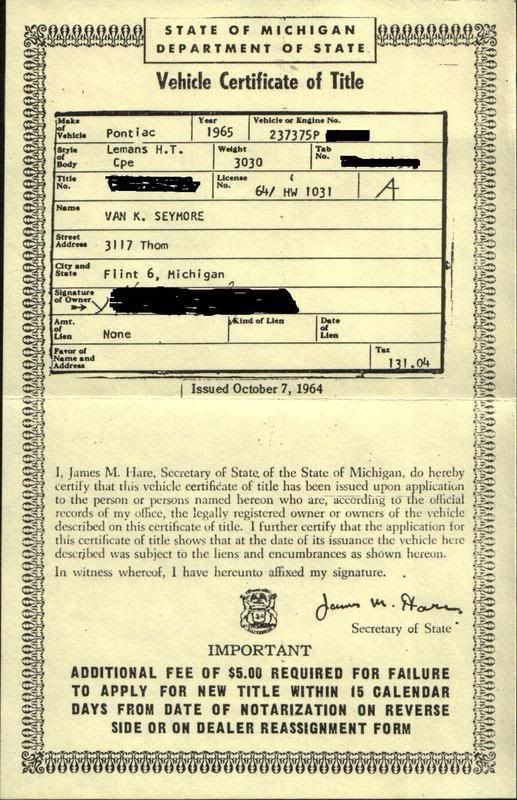 STATE OF MICHIGAN
DEPARTMENT OF STATE
Vehicle Certificate of Title
Make of Vehicle Pontiac Year 1965 Vehicle or Engine No. 237375P
Style of Body Lemans H.T. Cpe Weight 3030 Tab No.
Title No. License No. 64/ HW 1031 A
Name VAN K. SEYMORE
Street Address 3117 Thom
City and State Flint 6, Michigan
Signature of Owner
Amt. of Lien None Kind of Lien Date of Lien
Favor of Name and Address Tax 131.04
Issued October 7, 1964
I, James M. Hare, Secretary of State of the State of Michigan, do hereby
certify that this vehicle certificate of title has been issued upon application
to the person or persons named hereon who are, according to the official
records of my office, the legally registered owner or owners of the vehicle
described on this certificate of title. I further certify that the application for
this certificate of title shows that at the date of its issuance the vehicle here
described was subject to the liens and encumbrances as shown hereon.
In witness whereof, I have hereunto affixed my signature.
James M. Hare
Secretary of State
IMPORTANT
ADDITIONAL FEE OF $5.00 REQUIRED FOR FAILURE
TO APPLY FOR NEW TITLE WITHIN 15 CALENDAR
DAYS FROM DATE OF NOTARIZATION ON REVERSE
SIDE OR ON DEALER REASSIGNMENT FORM